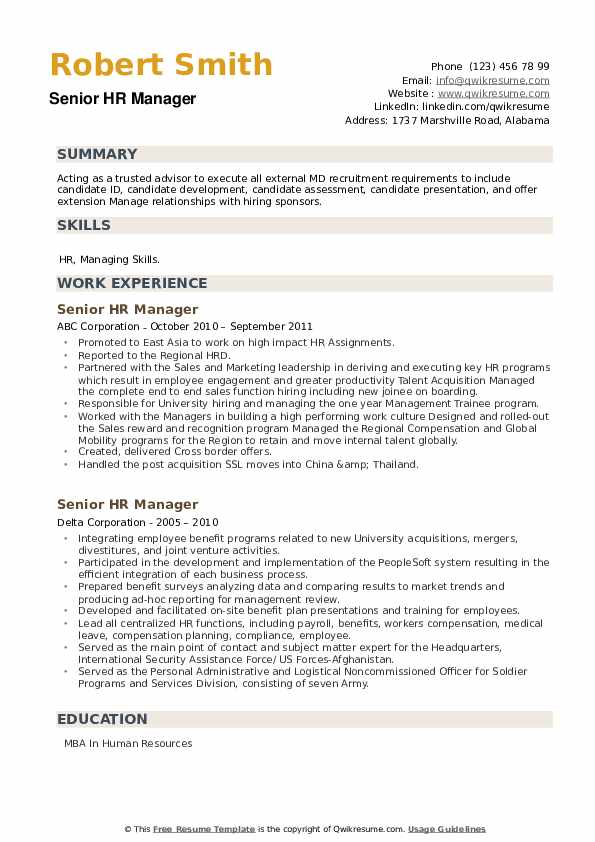 Robert Smith
Senior HR Manager
Phone (123) 456 78 99
Email: info@qwikresume.com
Website : www.qwikresume.com
LinkedIn: linkedin.com/qwikresume
Address: 1737 Marshville Road, Alabama
SUMMARY
Acting as a trusted advisor to execute all external MD recruitment requirements to include
candidate ID, candidate development, candidate assessment, candidate presentation, and offer
extension Manage relationships with hiring sponsors.
SKILLS
HR, Managing Skills.
WORK EXPERIENCE
Senior HR Manager
ABC Corporation - October 2010 – September 2011
• Promoted to East Asia to work on high impact HR Assignments.
• Reported to the Regional HRD.
• Partnered with the Sales and Marketing leadership in deriving and executing key HR programs
which result in employee engagement and greater productivity Talent Acquisition Managed
the complete end to end sales function hiring including new joinee on boarding.
• Responsible for University hiring and managing the one year Management Trainee program.
• Worked with the Managers in building a high performing work culture Designed and rolled-out
the Sales reward and recognition program Managed the Regional Compensation and Global
Mobility programs for the Region to retain and move internal talent globally.
• Created, delivered Cross border offers.
• Handled the post acquisition SSL moves into China &amp; Thailand.
Senior HR Manager
Delta Corporation - 2005 – 2010
• Integrating employee benefit programs related to new University acquisitions, mergers,
divestitures, and joint venture activities.
• Participated in the development and implementation of the PeopleSoft system resulting in the
efficient integration of each business process.
• Prepared benefit surveys analyzing data and comparing results to market trends and
producing ad-hoc reporting for management review.
• Developed and facilitated on-site benefit plan presentations and training for employees.
• Lead all centralized HR functions, including payroll, benefits, workers compensation, medical
leave, compensation planning, compliance, employee.
• Served as the main point of contact and subject matter expert for the Headquarters,
International Security Assistance Force/ US Forces-Afghanistan.
• Served as the Personal Administrative and Logistical Noncommissioned Officer for Soldier
Programs and Services Division, consisting of seven Army.
EDUCATION
MBA In Human Resources
© This Free Resume Template is the copyright of Qwikresume.com. Usage Guidelines